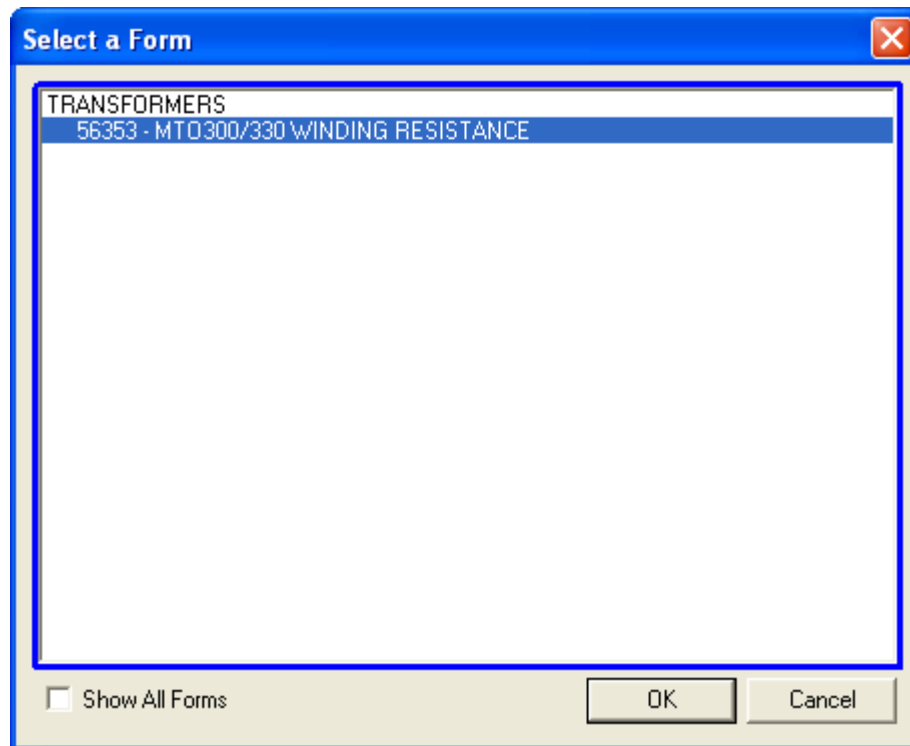 Select a Form
TRANSFORMERS
56353 - MTO300/330 WINDING RESISTANCE
Show All Forms
OK
Cancel